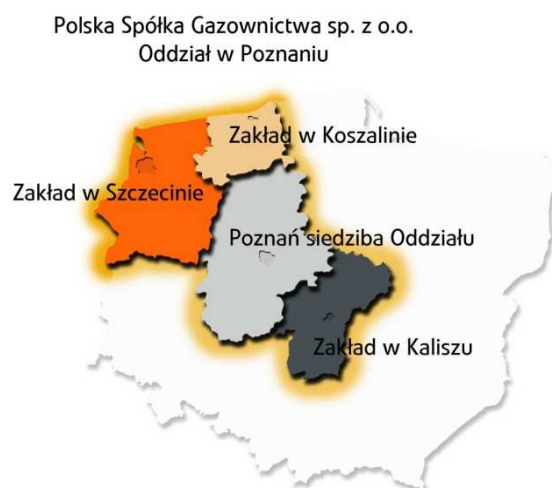 Polska Spółka Gazownictwa sp. z o.o.
Oddział w Poznaniu
Zakład w Koszalinie
Zakład w Szczecinie
Poznań siedziba Oddziału
Zakład w Kaliszu